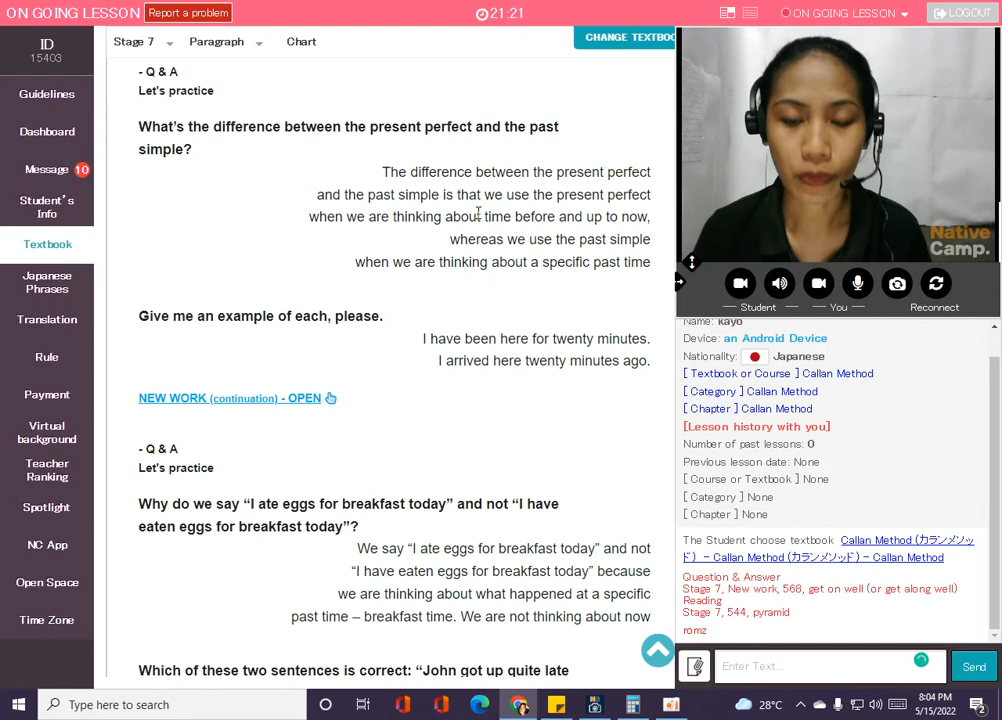 ON GOING LESSON Report a problem 21:21 ON GOING LESSON LOGOUT
ID
15403
Guidelines
Dashboard
Message 10
Student's
Info
Textbook
Japanese
Phrases
Translation
Rule
Payment
Virtual
background
Teacher
Ranking
Spotlight
NC App
Open Space
Time Zone
Stage 7 Paragraph Chart CHANGE TEXTBOO
- Q & A
Let's practice
What's the difference between the present perfect and the past
simple?
The difference between the present perfect
and the past simple is that we use the present perfect
when we are thinking about time before and up to now,
whereas we use the past simple
when we are thinking about a specific past time
Give me an example of each, please.
I have been here for twenty minutes.
I arrived here twenty minutes ago.
NEW WORK (continuation) - OPEN
- Q & A
Let's practice
Why do we say “I ate eggs for breakfast today” and not “I have
eaten eggs for breakfast today”?
We say “I ate eggs for breakfast today” and not
“I have eaten eggs for breakfast today” because
we are thinking about what happened at a specific
past time – breakfast time. We are not thinking about now
Which of these two sentences is correct: “John got up quite late
Native
Camp.
Student You Reconnect
Name: kayo
Device: an Android Device
Nationality: Japanese
[ Textbook or Course ] Callan Method
[ Category ] Callan Method
[ Chapter ] Callan Method
[Lesson history with you]
Number of past lessons: 0
Previous lesson date: None
[ Course or Textbook ] None
[ Category ] None
[ Chapter ] None
The Student choose textbook Callan Method (カランメソッ
ド) - Callan Method (カランメソッド) - Callan Method
Question & Answer
Stage 7, New work, 568, get on well (or get along well)
Reading
Stage 7, 544, pyramid
romz
Enter Text... Send
Type here to search 28°C 8:04 PM
5/15/2022 2